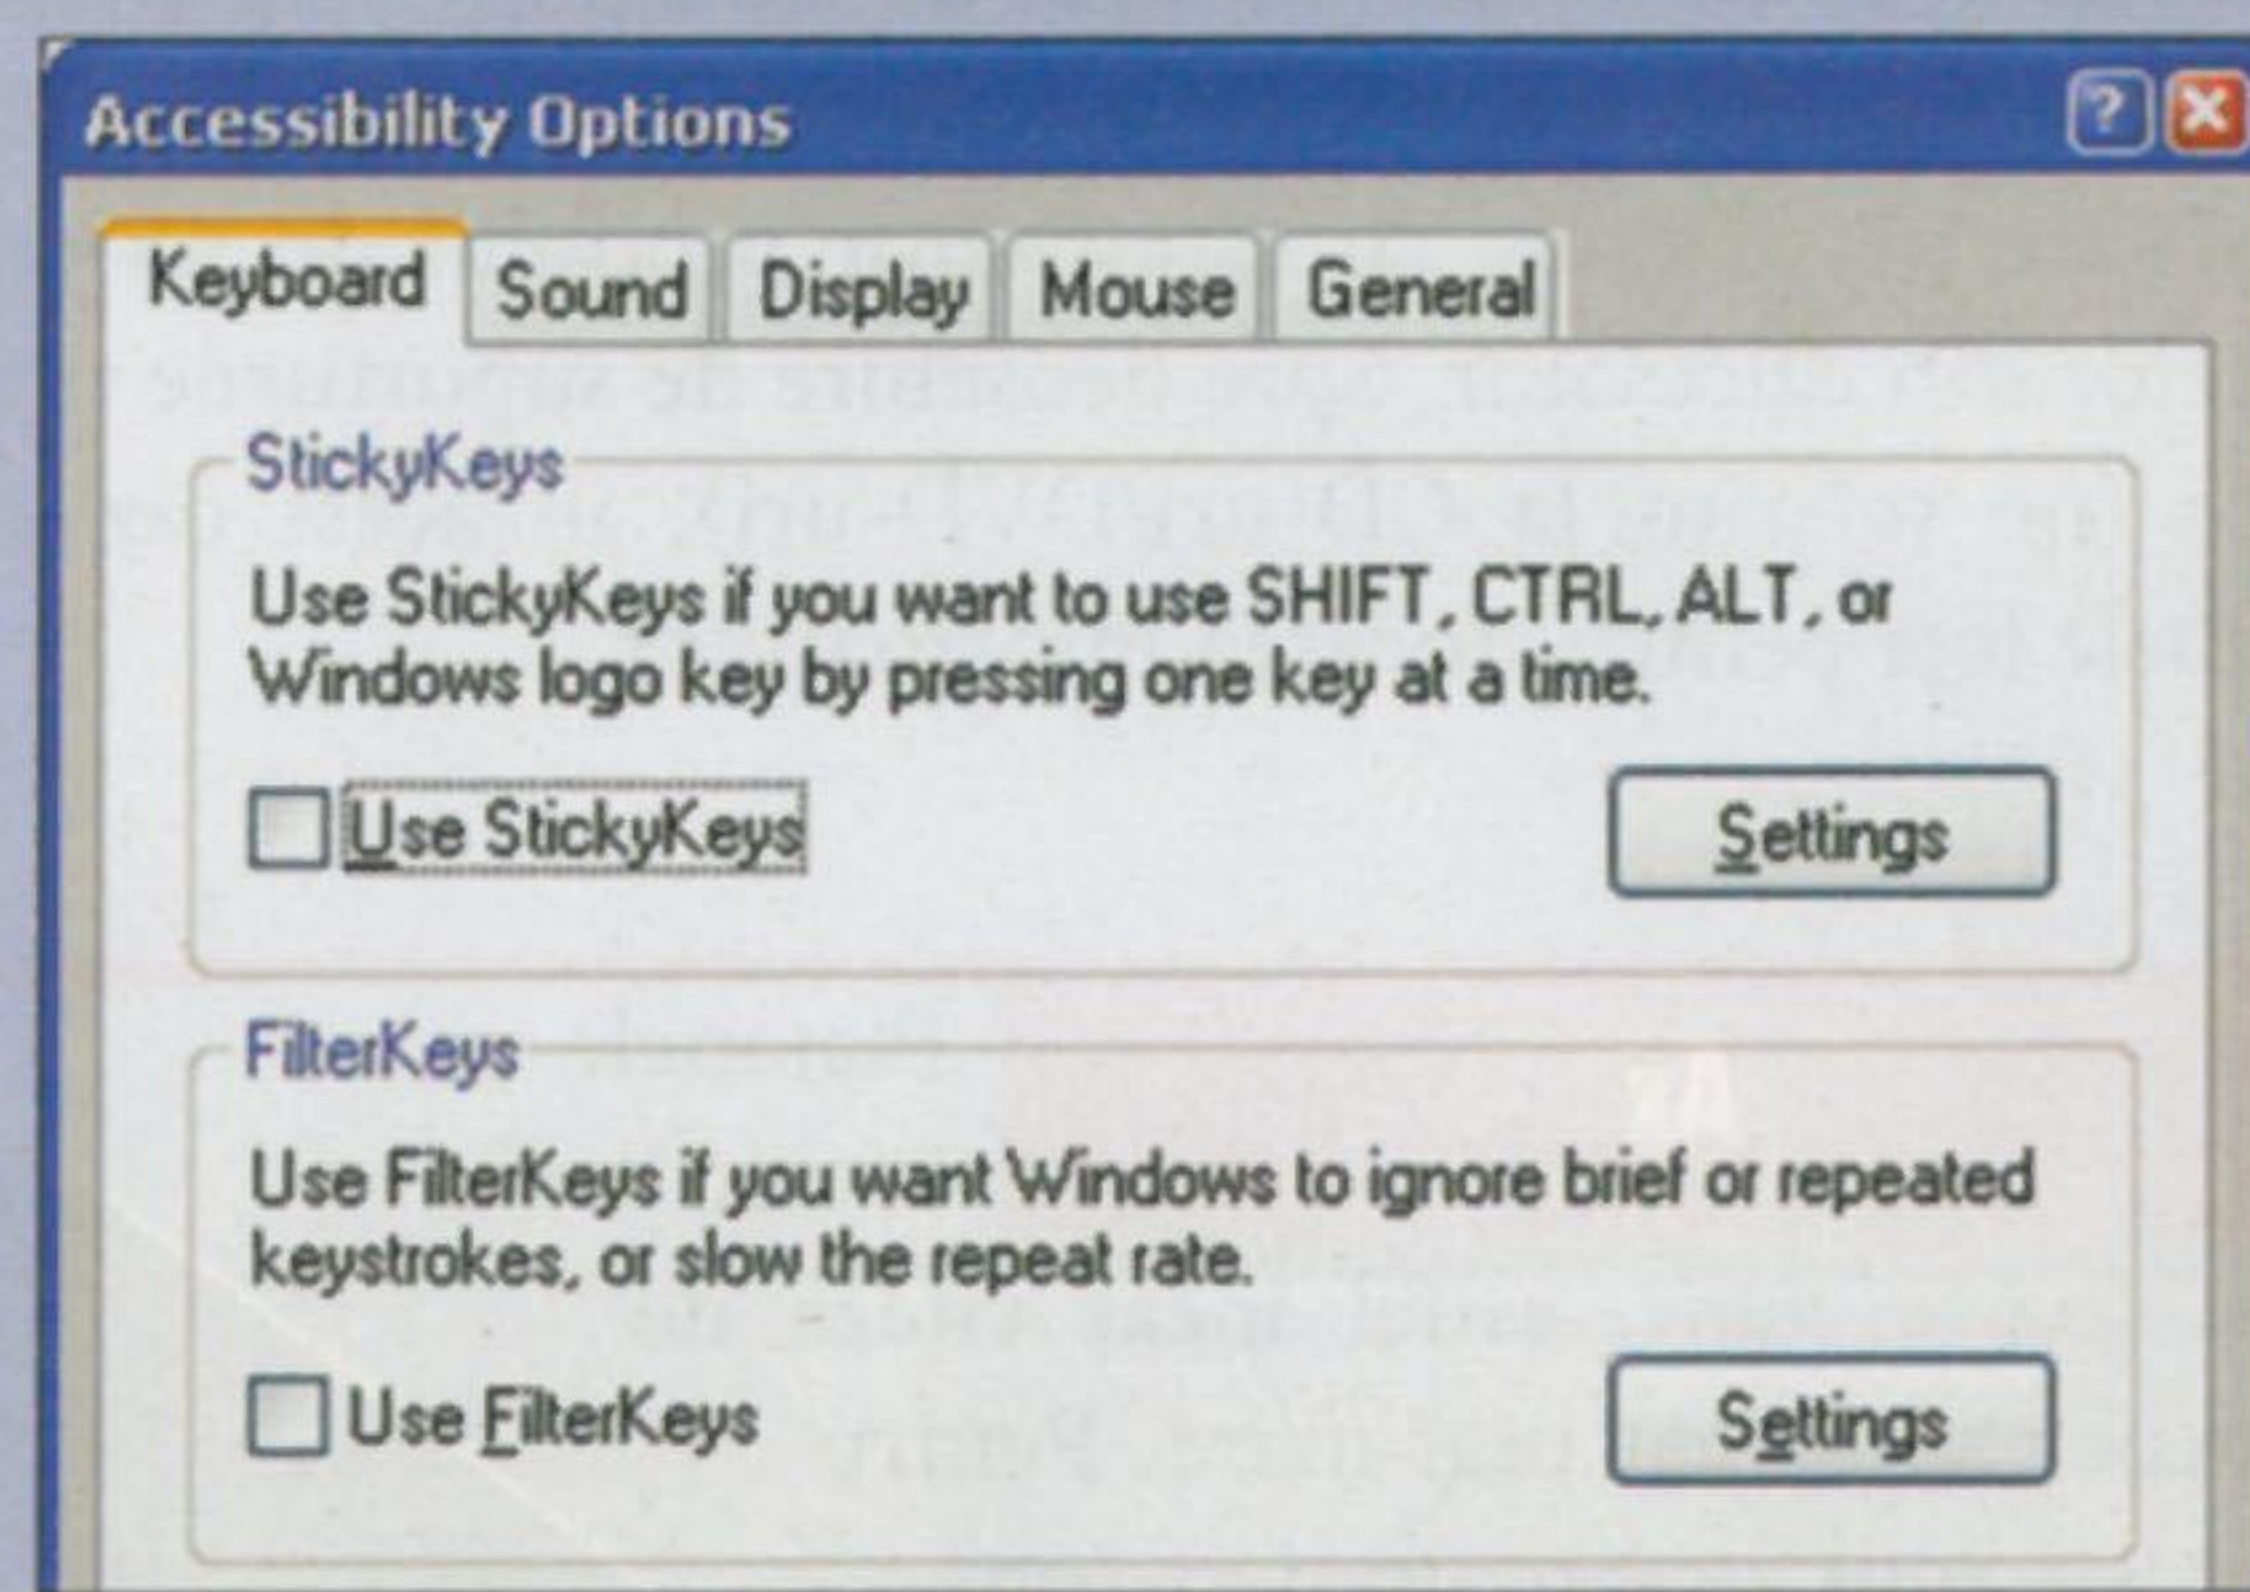 Accessibility Options
Keyboard Sound Display Mouse General
StickyKeys
Use StickyKeys if you want to use SHIFT, CTRL, ALT, or
Windows logo key by pressing one key at a time.
Use StickyKeys Settings
FilterKeys
Use FilterKeys if you want Windows to ignore brief or repeated
keystrokes, or slow the repeat rate.
Use FilterKeys Settings